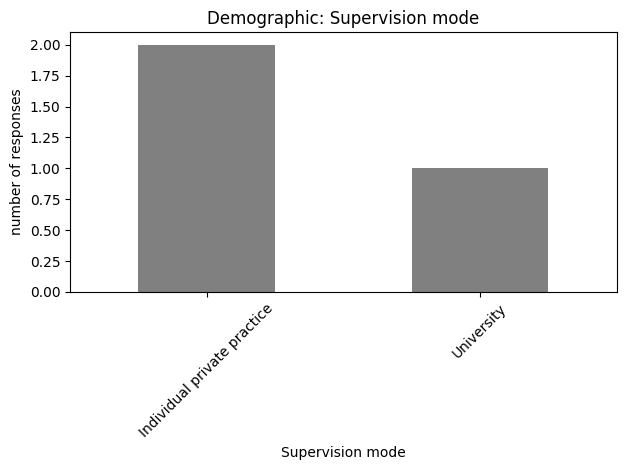 Demographic: Supervision mode
number of responses
2.00
1.75
1.50
1.25
1.00
0.75
0.50
0.25
0.00
Individual private practice
University
Supervision mode